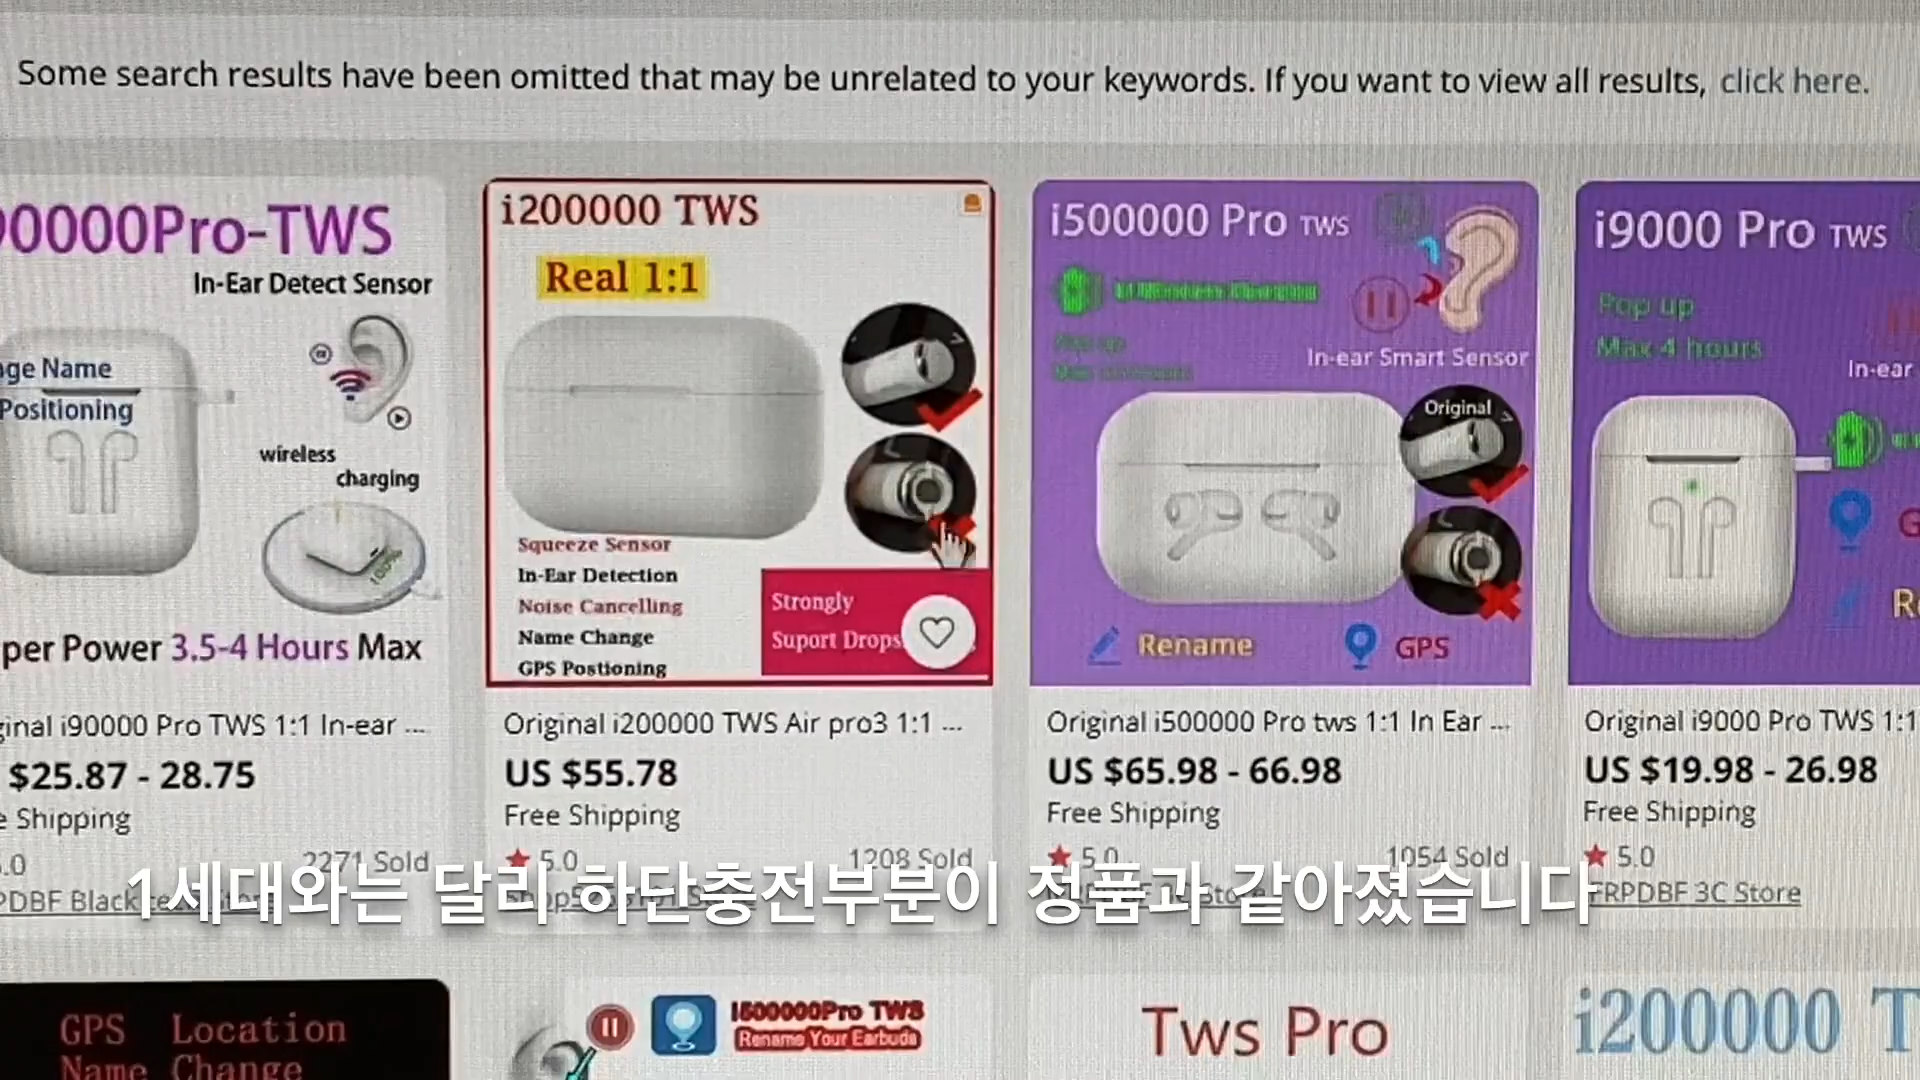 Some search results have been omitted that may be unrelated to your keywords. If you want to view all results, click here.
90000Pro-TWS
In-Ear Detect Sensor
ge Name
Positioning
wireless
charging
100%
per Power 3.5-4 Hours Max
ginal i90000 Pro TWS 1:1 In-ear ...
$25.87 - 28.75
e Shipping
.0
2271 Sold
PDBF Black
i200000 TWS
Real 1:1
Squeeze Sensor
In-Ear Detection
Noise Cancelling
Name Change
GPS Postioning
Strongly
Suport Drops
Original i200000 TWS Air pro3 1:1 ...
US $55.78
Free Shipping
5.0
1208 Sold
i500000 Pro TWS
In-ear Smart Sensor
Original
Rename
GPS
Original i500000 Pro tws 1:1 In Ear ...
US $65.98 - 66.98
Free Shipping
5.0
1054 Sold
i9000 Pro TWS
Pop up
Max 4 hours
In-ear
G
Re
Original i9000 Pro TWS 1:1
US $19.98 - 26.98
Free Shipping
5.0
FRPDBF 3C Store
1세대와는 달리 하단충전부분이 정품과 같아졌습니다
GPS Location
Name Change
I500000Pro TWS
Rename Your Earbuds
Tws Pro
i200000 T